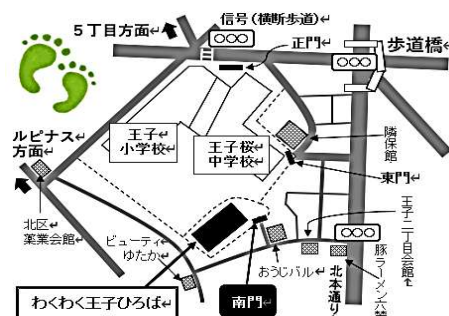 5丁目方面
信号(横断歩道)
正門
歩道橋
ルピナス
方面
王子
小学校
王子桜
中学校
隣保館
東門
北区
薬業会館
ビューティ
ゆたか
おうじバル
王子二丁目会館
豚ラーメン六禁
北本通り
わくわく王子ひろば
南門